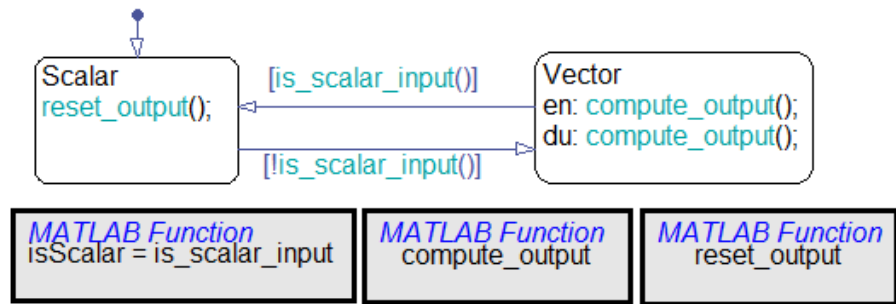 Scalar
reset_output();
[is_scalar_input()]
[!is_scalar_input()]
Vector
en: compute_output();
du: compute_output();
MATLAB Function
isScalar = is_scalar_input
MATLAB Function
compute_output
MATLAB Function
reset_output